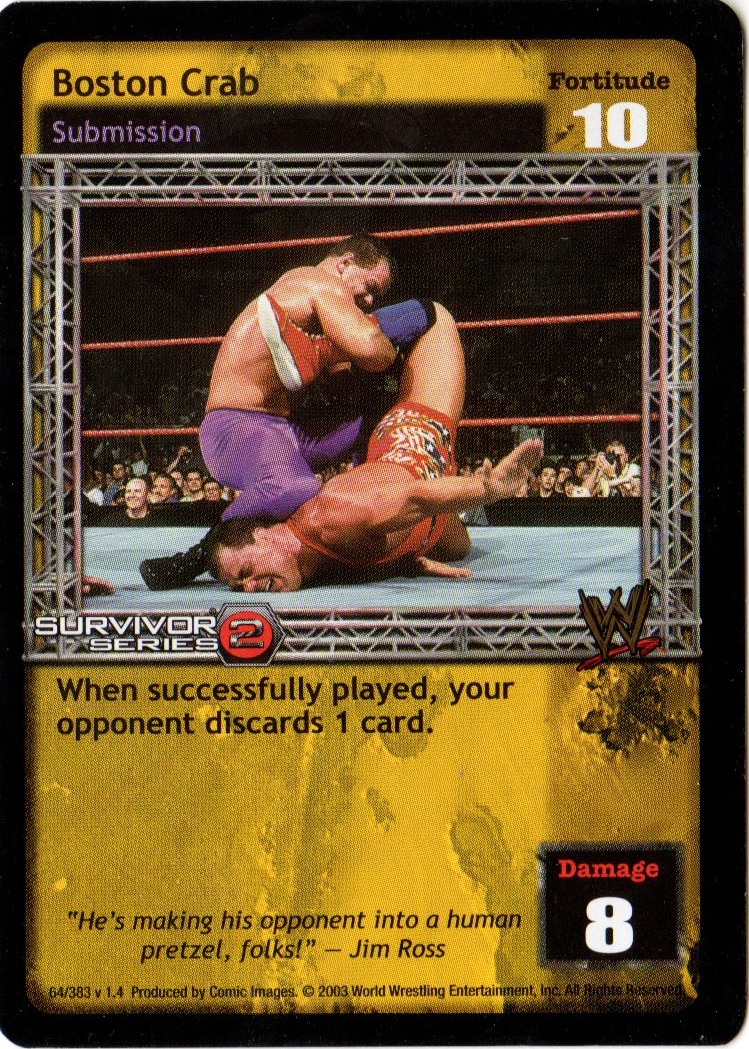 Boston Crab
Fortitude
Submission
10
SURVIVOR
SERIES 2
W
When successfully played, your
opponent discards 1 card.
Damage
8
"He's making his opponent into a human
pretzel, folks!" — Jim Ross
64/383 v 1.4 Produced by Comic Images. © 2003 World Wrestling Entertainment, Inc. All Rights Reserved.